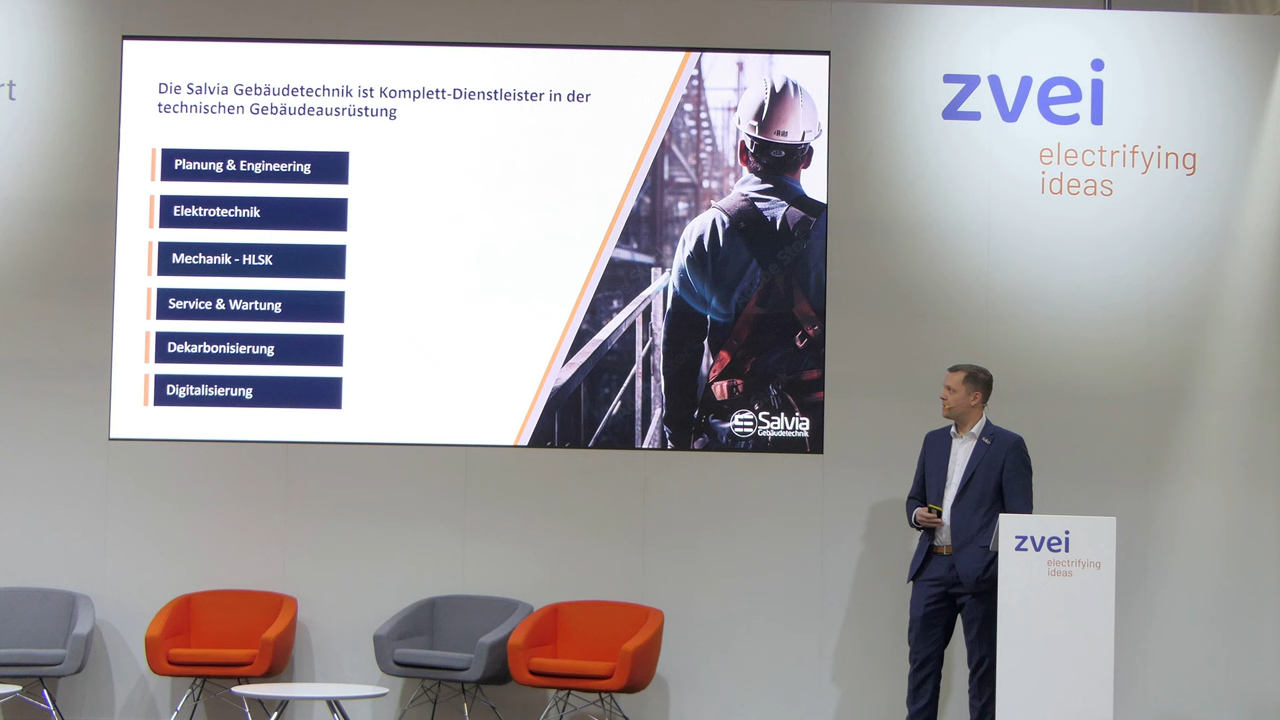 rt
Die Salvia Gebäudetechnik ist Komplett-Dienstleister in der
technischen Gebäudeausrüstung
Planung & Engineering
Elektrotechnik
Mechanik - HLSK
Service & Wartung
Dekarbonisierung
Digitalisierung
Salvia
Gebäudetechnik
zvei
electrifying
ideas
zvei
electrifying
ideas